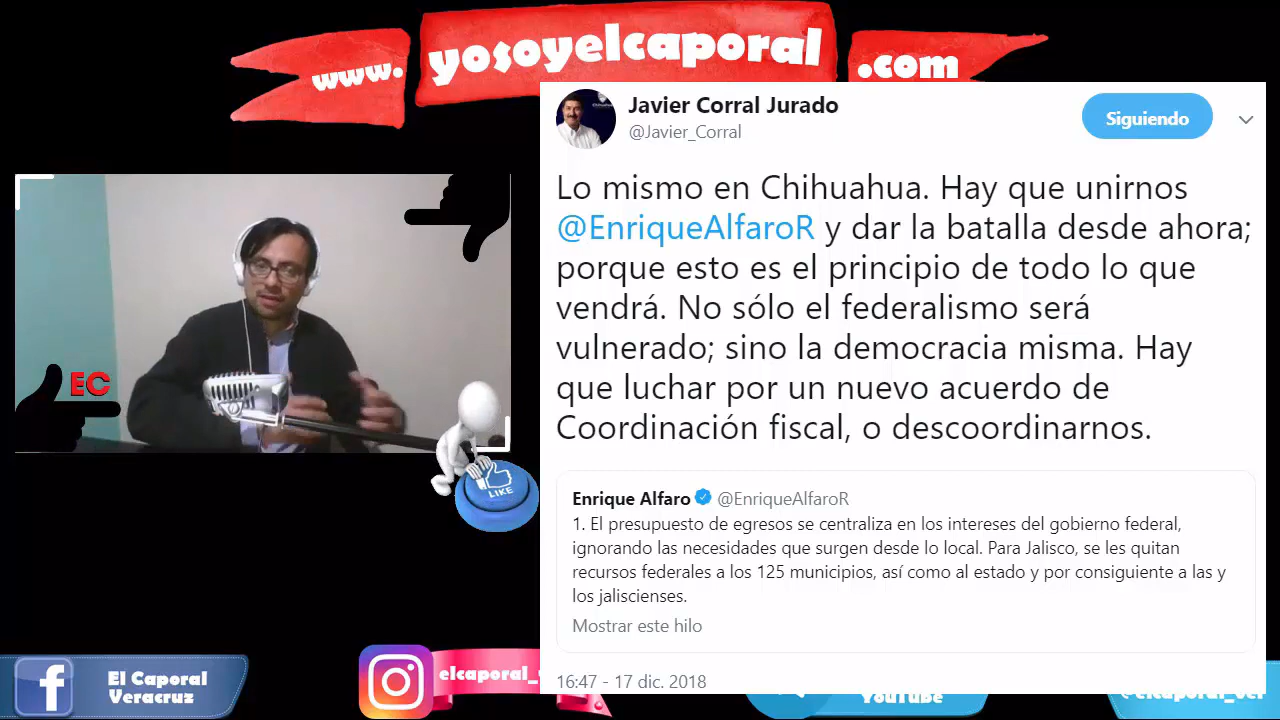 www. yosoyelcaporal .com
Javier Corral Jurado
@Javier_Corral
Siguiendo
Lo mismo en Chihuahua. Hay que unirnos
@EnriqueAlfaroR y dar la batalla desde ahora;
porque esto es el principio de todo lo que
vendrá. No sólo el federalismo será
vulnerado; sino la democracia misma. Hay
que luchar por un nuevo acuerdo de
Coordinación fiscal, o descoordinarnos.
Enrique Alfaro @EnriqueAlfaroR
1. El presupuesto de egresos se centraliza en los intereses del gobierno federal,
ignorando las necesidades que surgen desde lo local. Para Jalisco, se les quitan
recursos federales a los 125 municipios, así como al estado y por consiguiente a las y
los jaliscienses.
Mostrar este hilo
16:47 - 17 dic. 2018
EC
LIKE
El Caporal
Veracruz
elcaporal_
YouTube